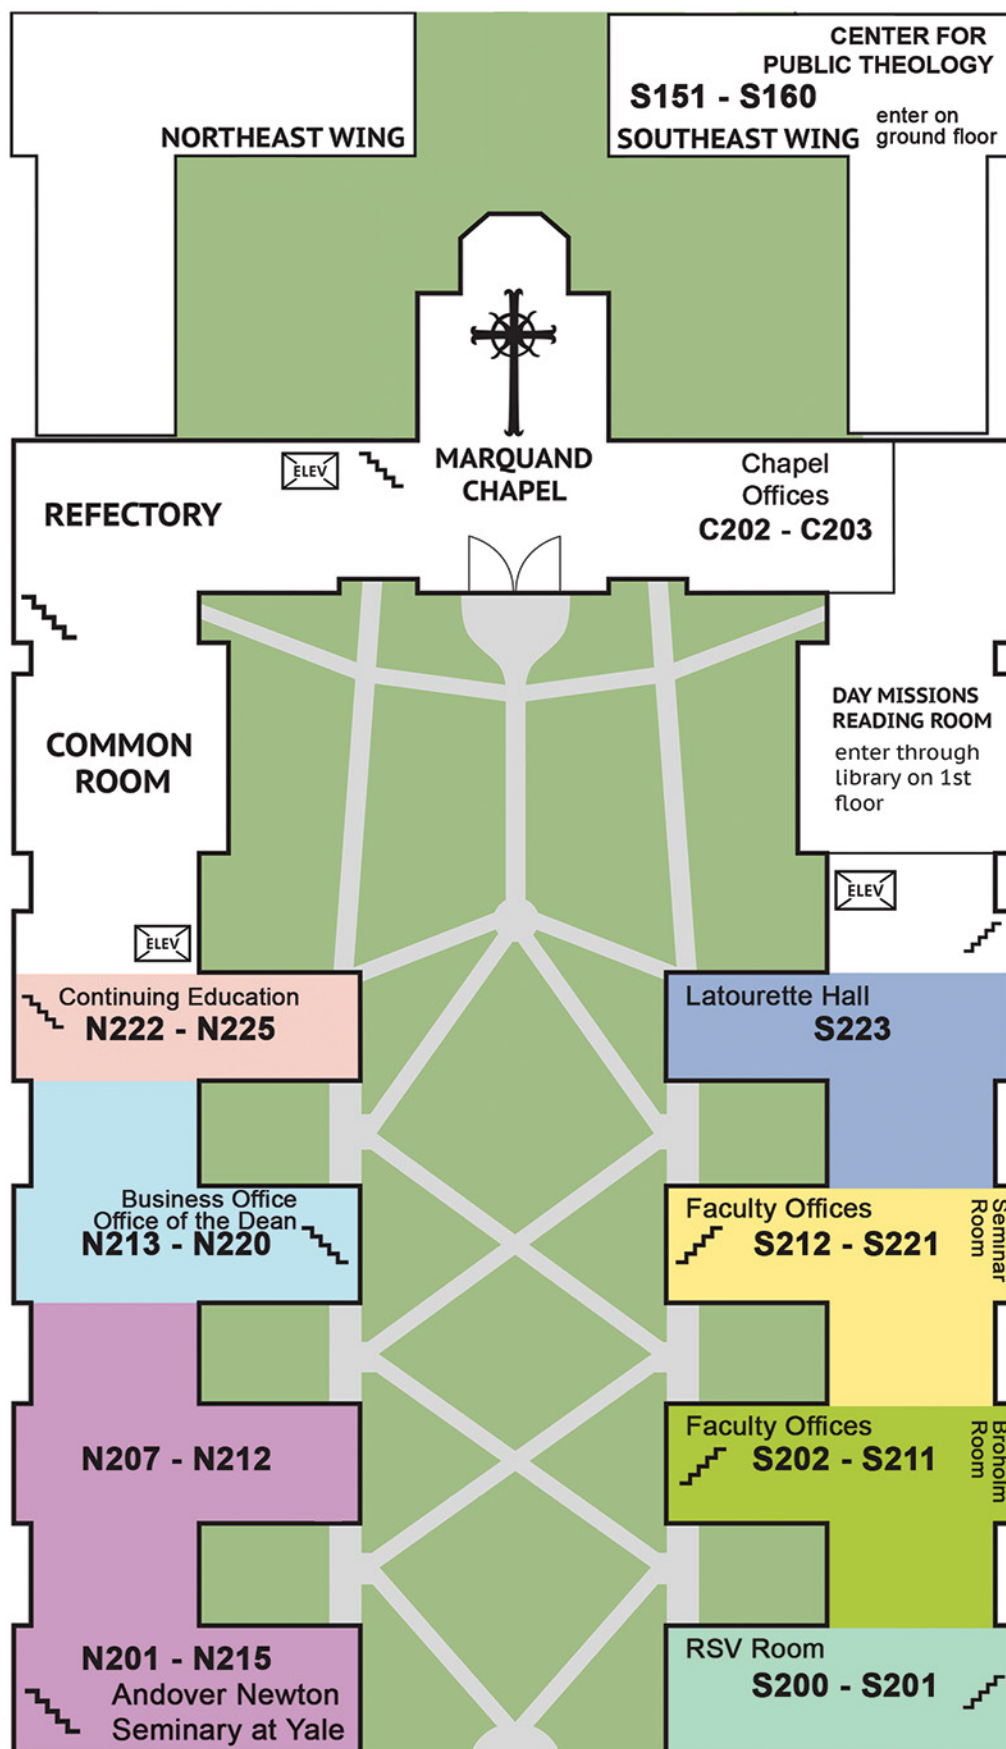 CENTER FOR
PUBLIC THEOLOGY
S151 - S160
enter on
ground floor
NORTHEAST WING
SOUTHEAST WING
ELEV
MARQUAND
CHAPEL
Chapel
Offices
C202 - C203
REFECTORY
COMMON
ROOM
DAY MISSIONS
READING ROOM
enter through
library on 1st
floor
ELEV
ELEV
Continuing Education
N222 - N225
Latourette Hall
S223
Business Office
Office of the Dean
N213 - N220
Faculty Offices
S212 - S221
Seminar
Room
N207 - N212
Faculty Offices
S202 - S211
Broholm
Room
N201 - N215
Andover Newton
Seminary at Yale
RSV Room
S200 - S201